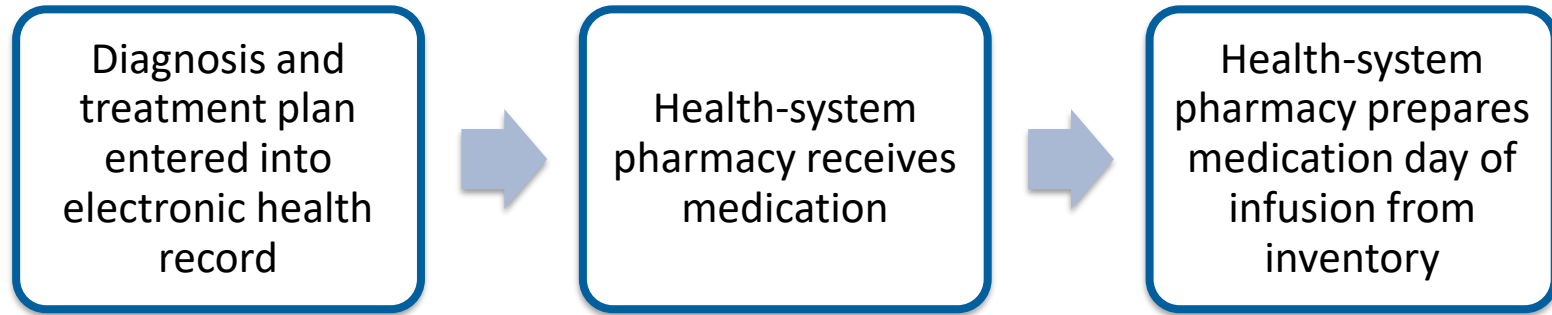 Diagnosis and
treatment plan
entered into
electronic health
record
Health-system
pharmacy receives
medication
Health-system
pharmacy prepares
medication day of
infusion from
inventory